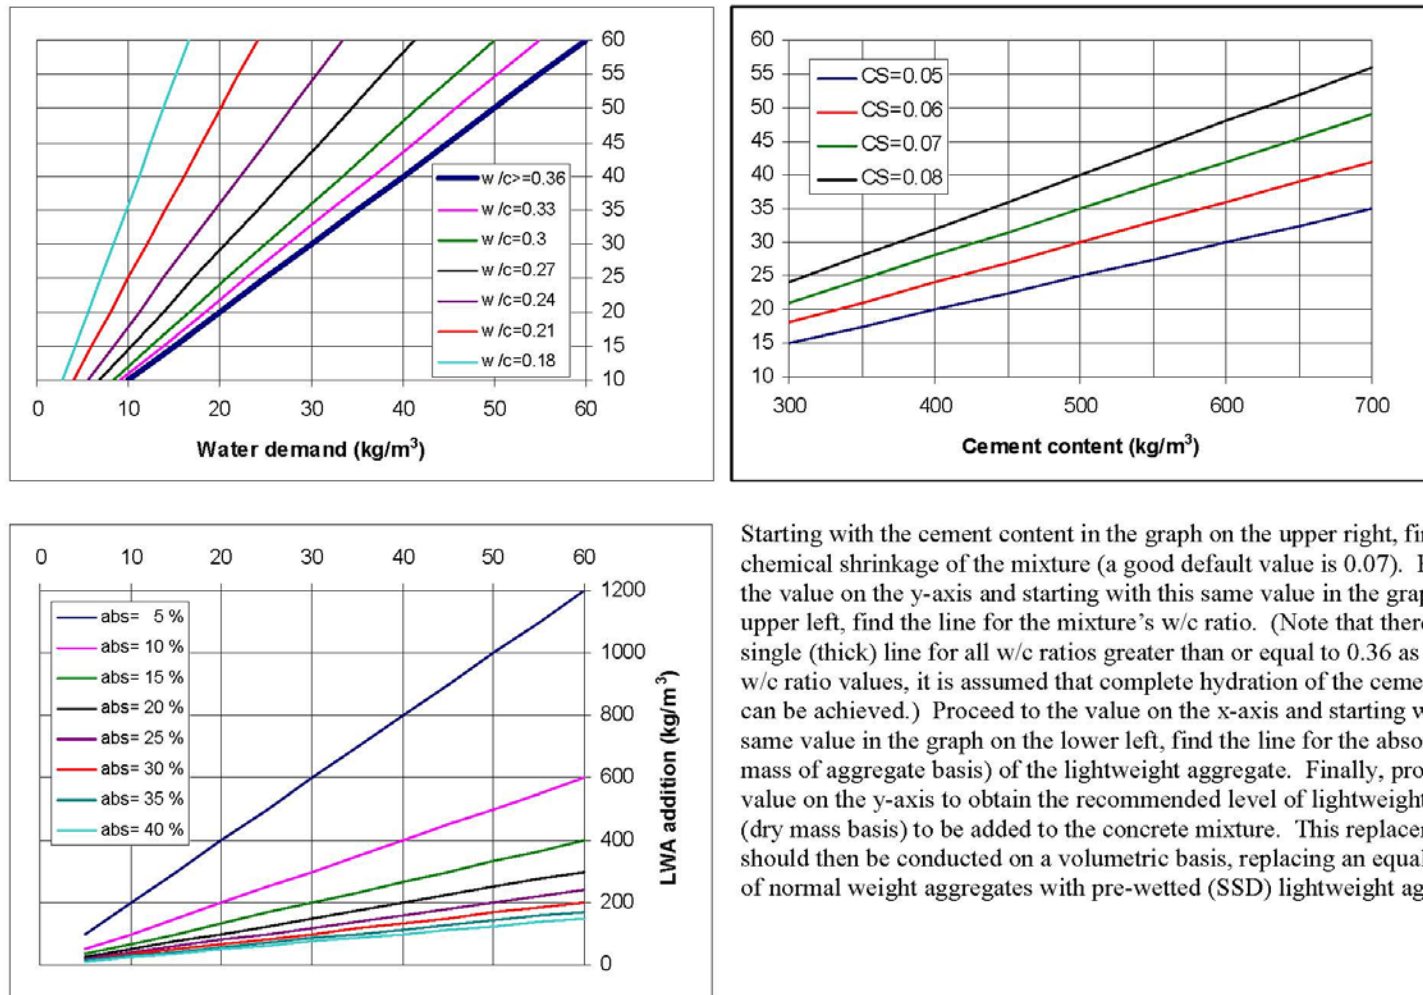 60
55
50
45
40
35
30
25
20
15
10
w/c>=0.36
w/c=0.33
w/c=0.3
w/c=0.27
w/c=0.24
w/c=0.21
w/c=0.18
0 10 20 30 40 50 60
Water demand (kg/m³)
60
55
50
45
40
35
30
25
20
15
10
CS=0.05
CS=0.06
CS=0.07
CS=0.08
300 400 500 600 700
Cement content (kg/m³)
0 10 20 30 40 50 60
abs= 5 %
abs= 10 %
abs= 15 %
abs= 20 %
abs= 25 %
abs= 30 %
abs= 35 %
abs= 40 %
1200
1000
800
600
400
200
0
LWA addition (kg/m³)
Starting with the cement content in the graph on the upper right,
chemical shrinkage of the mixture (a good default value is 0.07).
the value on the y-axis and starting with this same value in the
upper left, find the line for the mixture's w/c ratio. (Note that
single (thick) line for all w/c ratios greater than or equal to 0.36 as
w/c ratio values, it is assumed that complete hydration of the
can be achieved.) Proceed to the value on the x-axis and starting
same value in the graph on the lower left, find the line for the
mass of aggregate basis) of the lightweight aggregate. Finally,
value on the y-axis to obtain the recommended level of lightweight
(dry mass basis) to be added to the concrete mixture. This
should then be conducted on a volumetric basis, replacing an equal
of normal weight aggregates with pre-wetted (SSD) lightweight